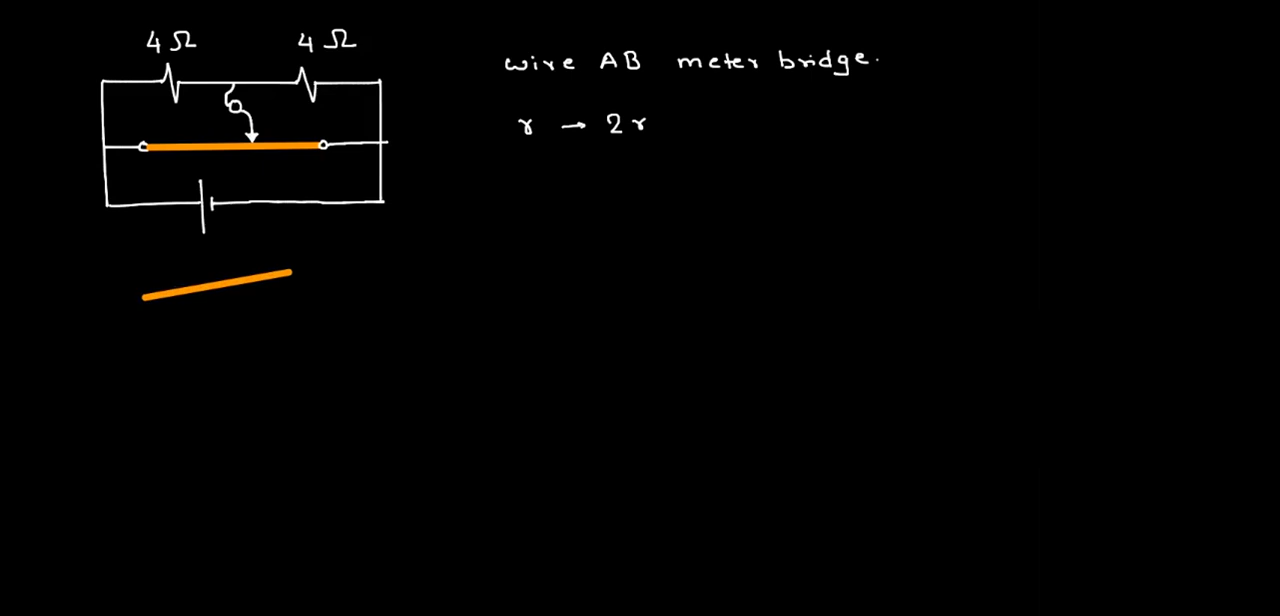 4 Ω 4 Ω
wire AB meter bridge.
r → 2r